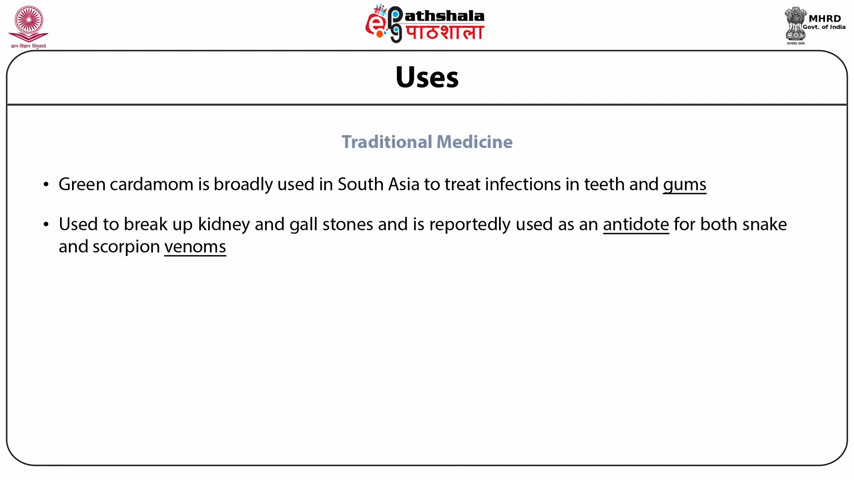 e Pathshala
pg पाठशाला
MHRD
Govt. of India
Uses
Traditional Medicine
• Green cardamom is broadly used in South Asia to treat infections in teeth and gums
• Used to break up kidney and gall stones and is reportedly used as an antidote for both snake
and scorpion venoms